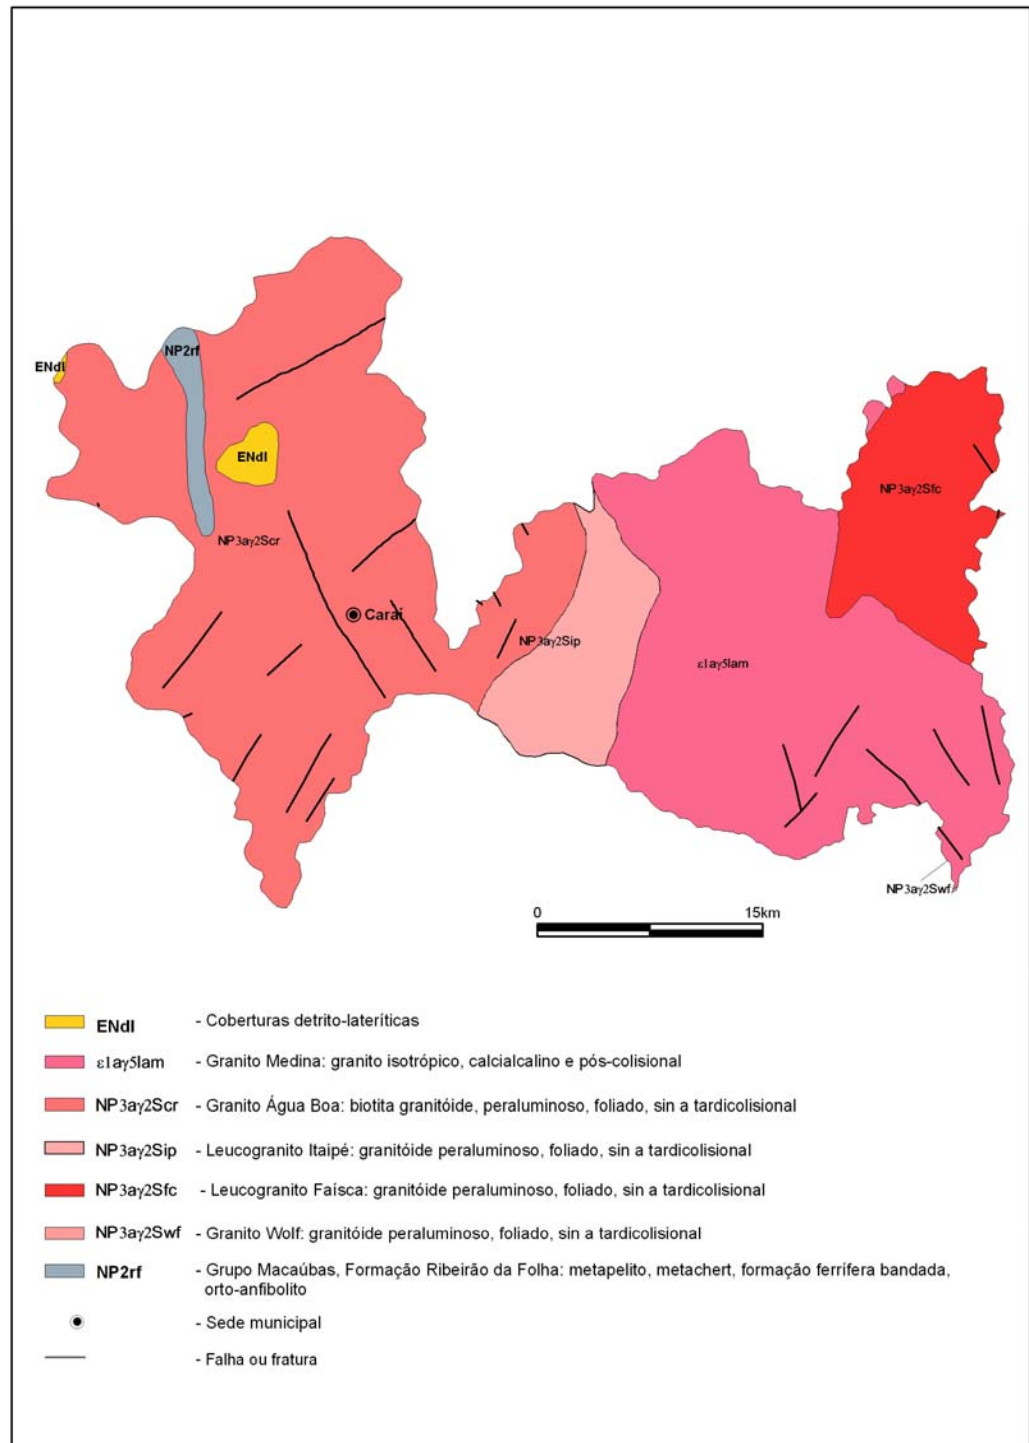 NP2rf
ENdl
ENdl
NP3aγ2Sfc
NP3aγ2Scr
Caraí
NP3aγ2Sip
ε1aγ5lam
NP3aγ2Swf
0 15km
ENdl - Coberturas detrito-lateríticas
ε1aγ5lam - Granito Medina: granito isotrópico, calcialcalino e pós-colisional
NP3aγ2Scr - Granito Água Boa: biotita granitóide, peraluminoso, foliado, sin a tardicolisional
NP3aγ2Sip - Leucogranito Itaipé: granitóide peraluminoso, foliado, sin a tardicolisional
NP3aγ2Sfc - Leucogranito Faísca: granitóide peraluminoso, foliado, sin a tardicolisional
NP3aγ2Swf - Granito Wolf: granitóide peraluminoso, foliado, sin a tardicolisional
NP2rf - Grupo Macaúbas, Formação Ribeirão da Folha: metapelito, metachert, formação ferrífera bandada,
orto-anfibolito
- Sede municipal
- Falha ou fratura